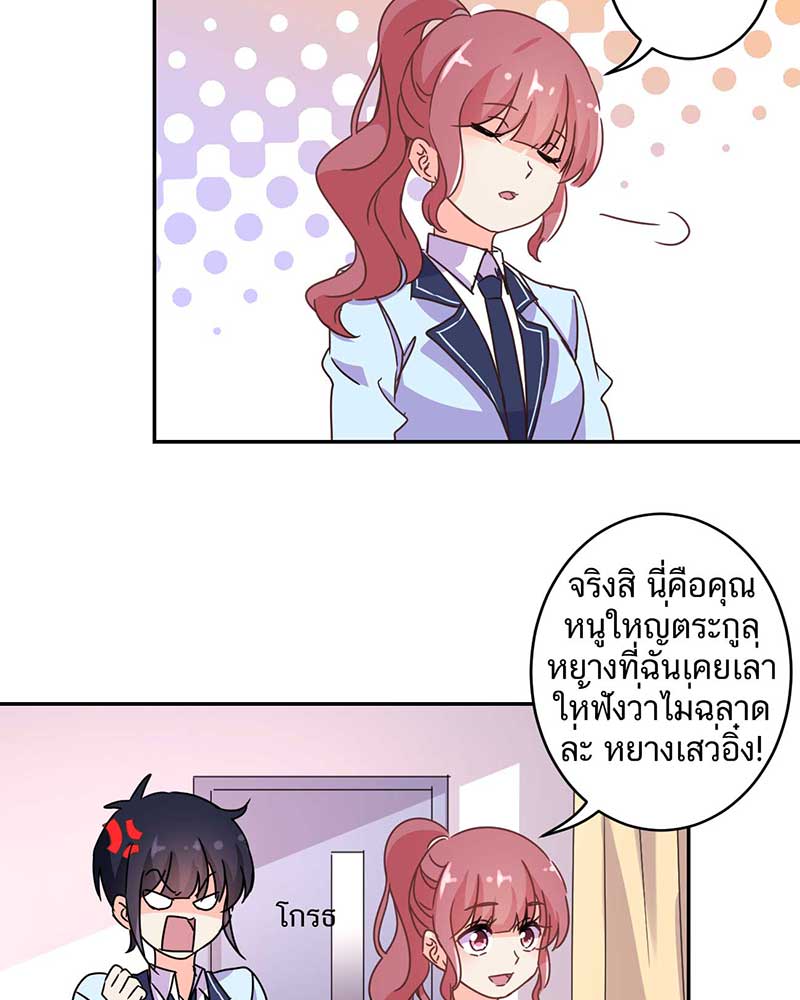 จริงสิ นี่คือคุณ
หนูใหญ่ตระกูล
หยางที่ฉันเคยเล่า
ให้ฟังว่าไม่ฉลาด
ล่ะ หยางเสว่อิ๋ง!
โกรธ